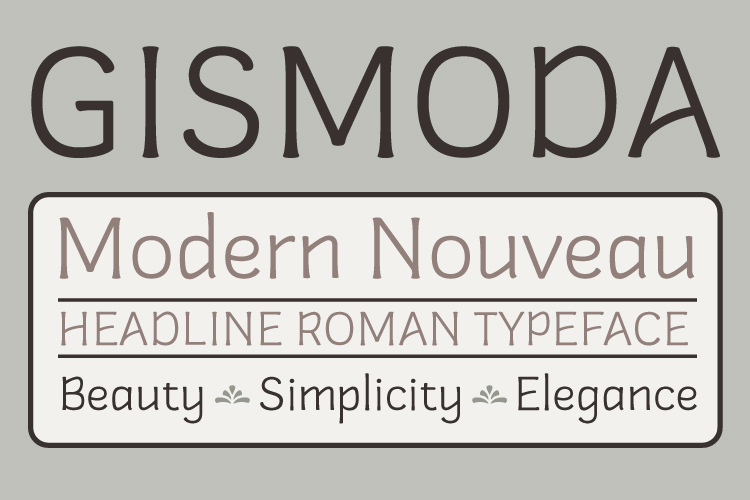 GISMODA
Modern Nouveau
HEADLINE ROMAN TYPEFACE
Beauty Simplicity Elegance